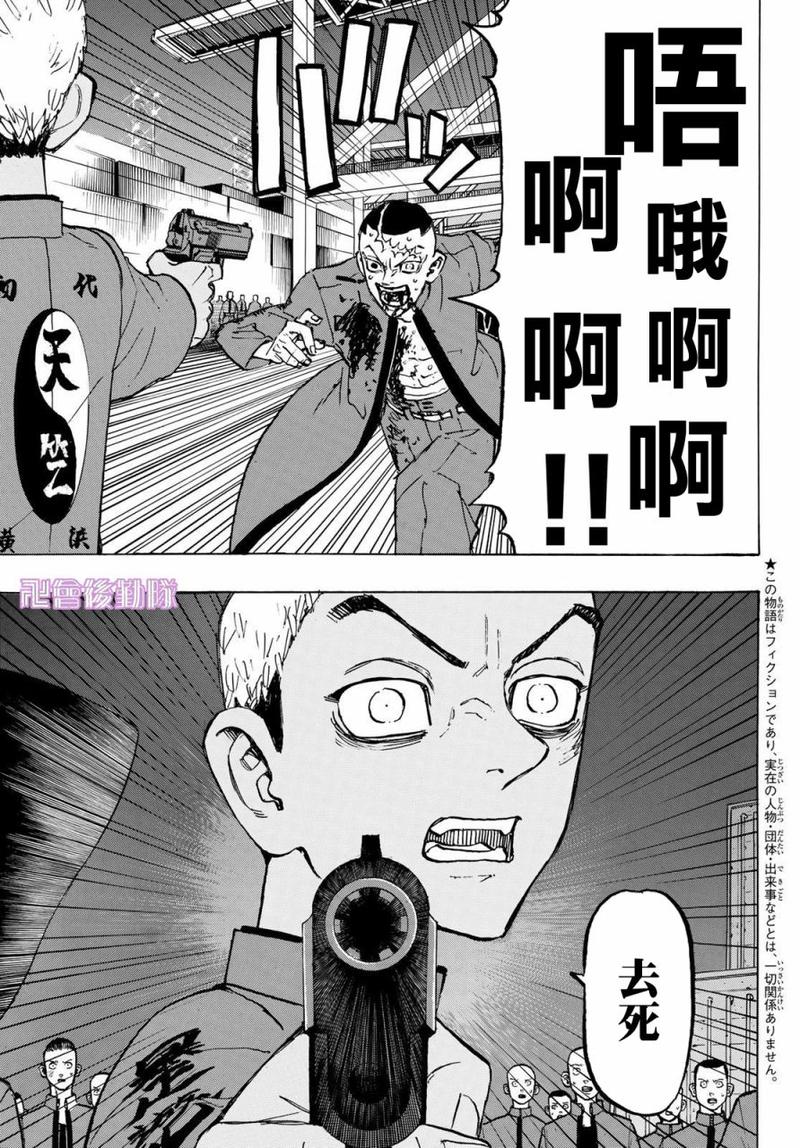 唔
哦啊啊
啊啊!!
初代
天竺
横浜
卍會後勤隊
去死
★この物語はフィクションであり、実在の人物・団体・出来事などとは、一切関係ありません。